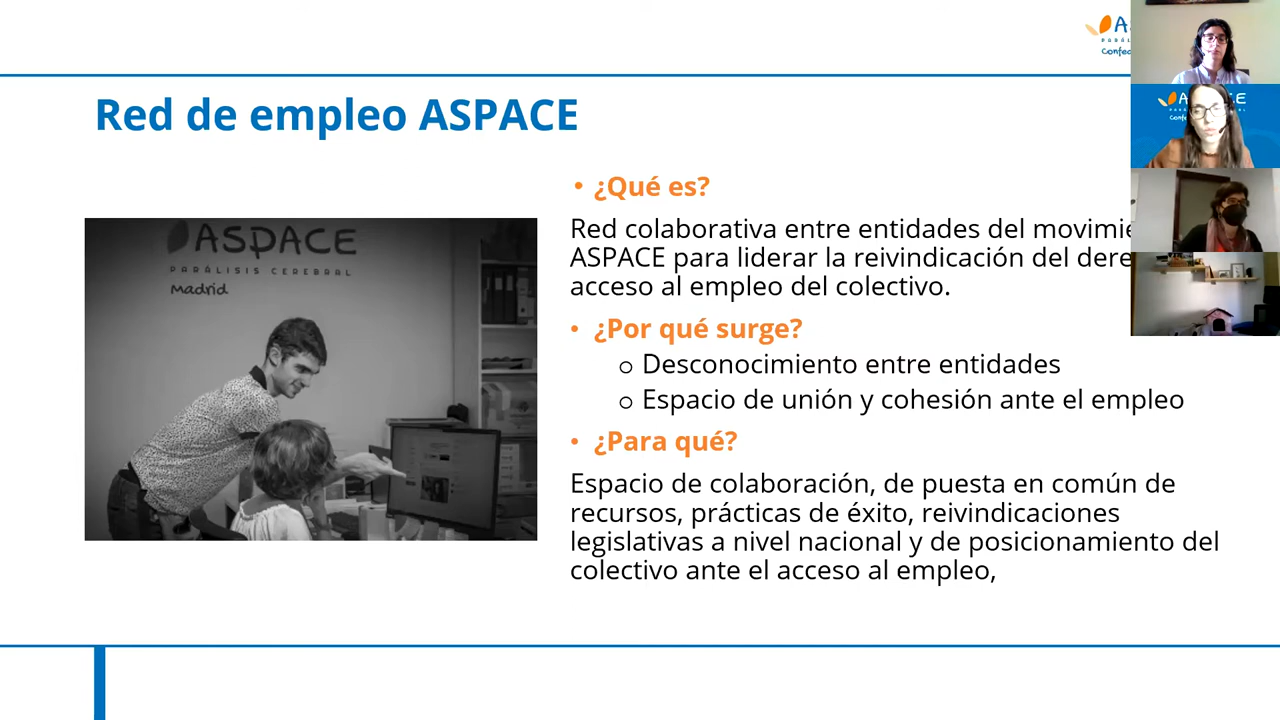 Red de empleo ASPACE
• ¿Qué es?
Red colaborativa entre entidades del
ASPACE para liderar la reivindicación del
acceso al empleo del colectivo.
• ¿Por qué surge?
o Desconocimiento entre entidades
o Espacio de unión y cohesión ante el empleo
• ¿Para qué?
Espacio de colaboración, de puesta en común de
recursos, prácticas de éxito, reivindicaciones
legislativas a nivel nacional y de posicionamiento del
colectivo ante el acceso al empleo,
ASPACE
PARÁLISIS CEREBRAL
Madrid